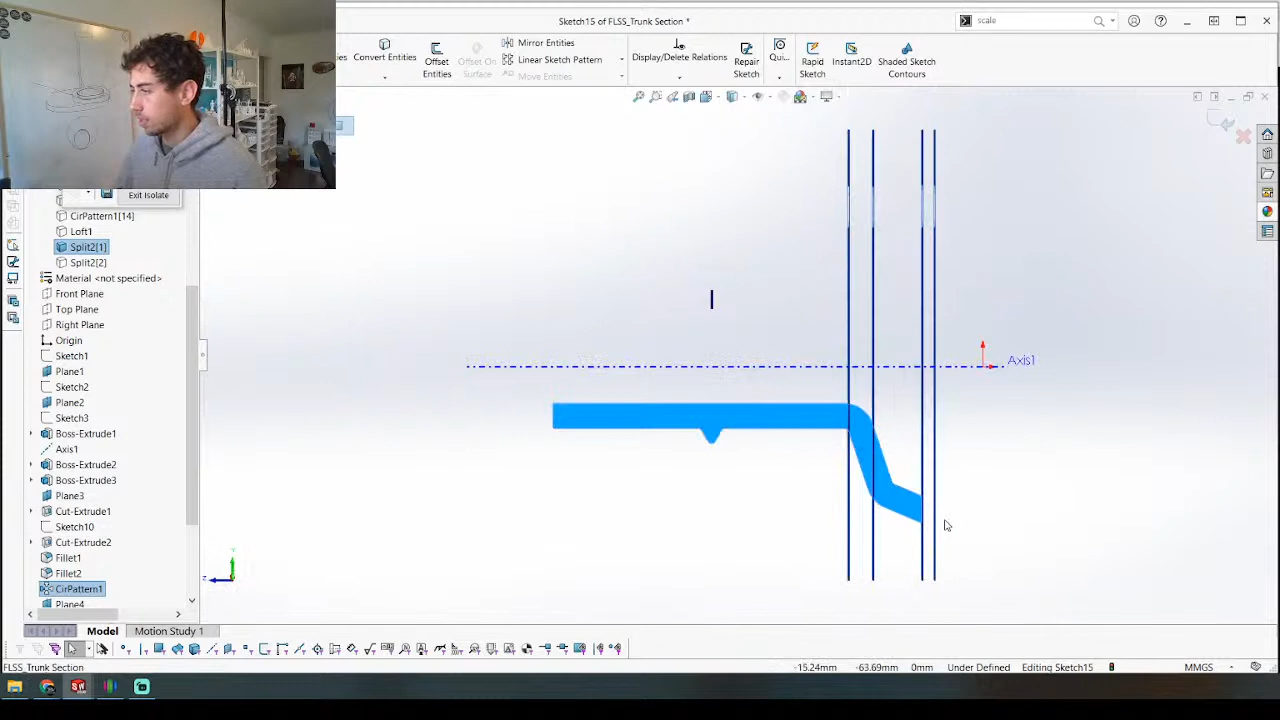 Sketch15 of FLSS_Trunk Section *
scale
Convert Entities
Offset Entities
Offset On Surface
Mirror Entities
Linear Sketch Pattern
Move Entities
Display/Delete Relations
Repair Sketch
Qui...
Rapid Sketch
Instant2D
Shaded Sketch Contours
Exit Isolate
CirPattern1[14]
Loft1
Split2[1]
Split2[2]
Material <not specified>
Front Plane
Top Plane
Right Plane
Origin
Sketch1
Plane1
Sketch2
Plane2
Sketch3
Boss-Extrude1
Axis1
Boss-Extrude2
Boss-Extrude3
Plane3
Cut-Extrude1
Sketch10
Cut-Extrude2
Fillet1
Fillet2
CirPattern1
Plane4
Axis1
Y
Z
Model
Motion Study 1
FLSS_Trunk Section
-15.24mm
-63.69mm
0mm
Under Defined
Editing Sketch15
MMGS